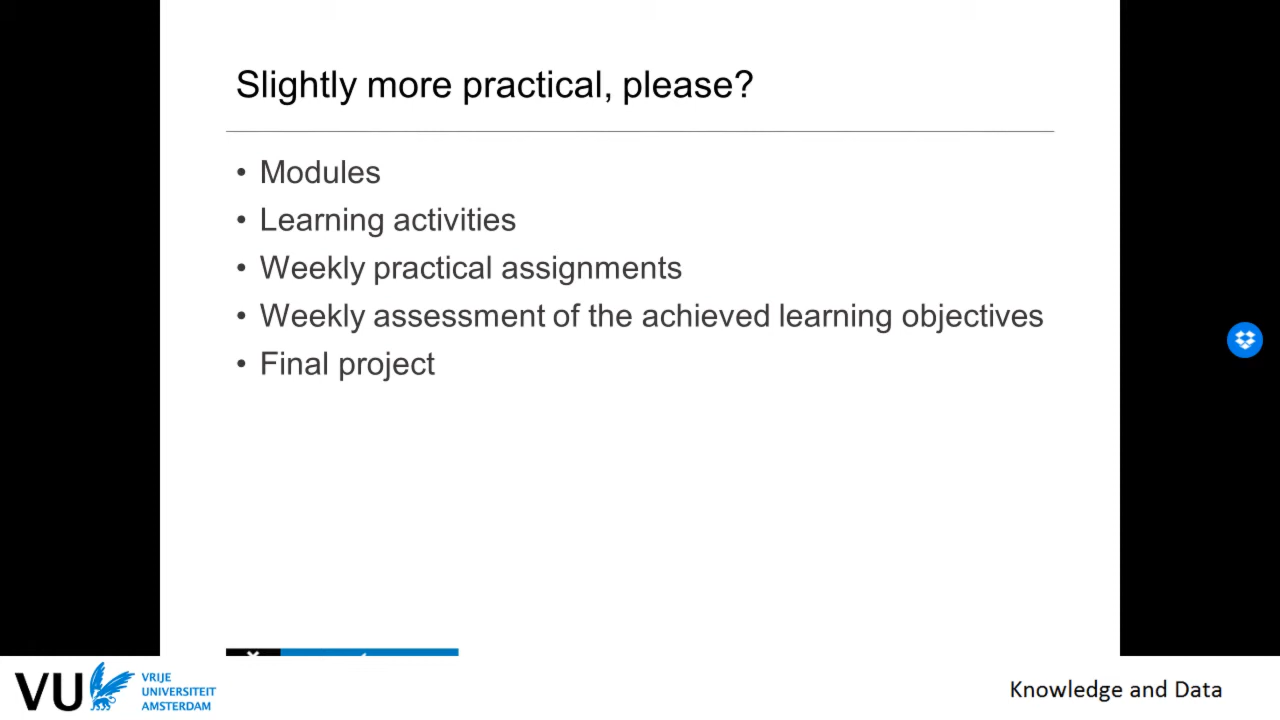 Slightly more practical, please?
• Modules
• Learning activities
• Weekly practical assignments
• Weekly assessment of the achieved learning objectives
• Final project
VU
VRIJE
UNIVERSITEIT
AMSTERDAM
Knowledge and Data